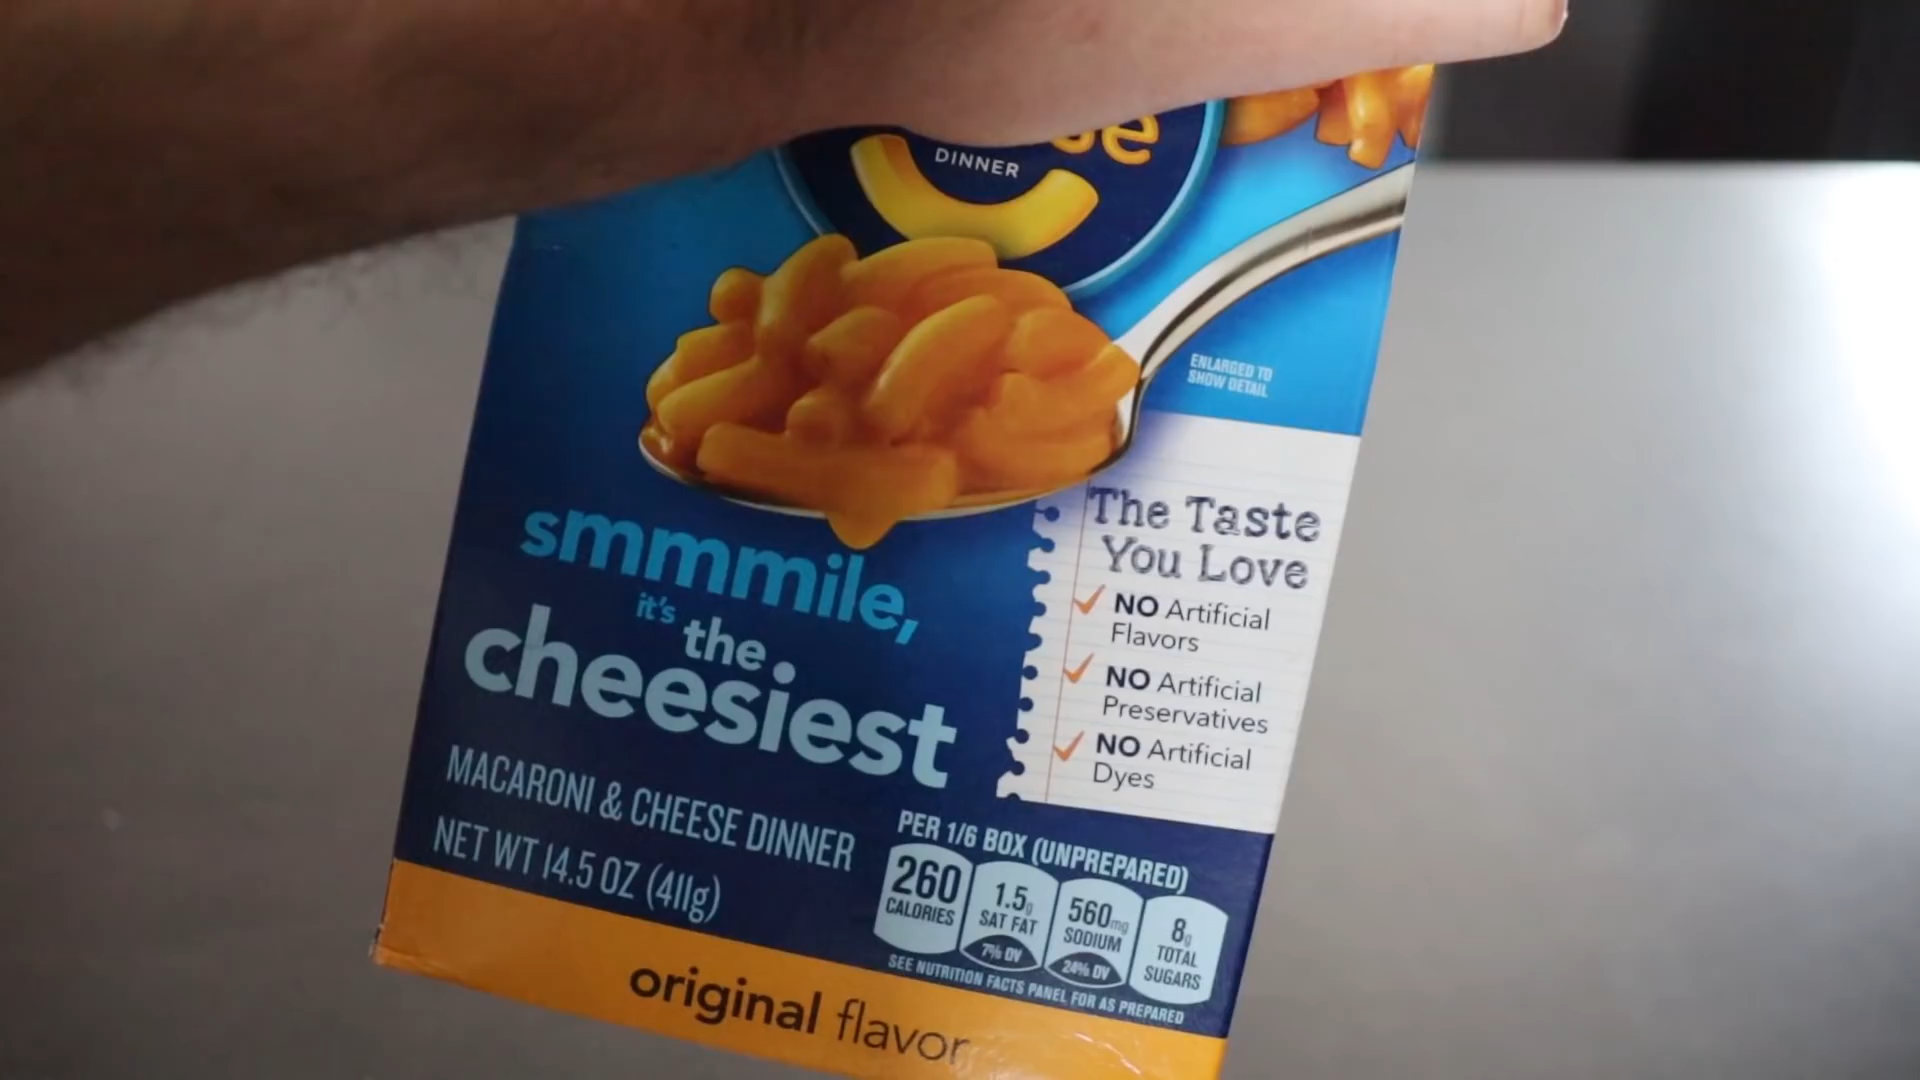 DINNER
ENLARGED TO
SHOW DETAIL
The Taste
You Love
NO Artificial
Flavors
NO Artificial
Preservatives
NO Artificial
Dyes
smmmile,
it's the
cheesiest
MACARONI & CHEESE DINNER
NET WT 14.5 OZ (411g)
PER 1/6 BOX (UNPREPARED)
260
CALORIES
1.5g
SAT FAT
7% DV
560mg
SODIUM
24% DV
8g
TOTAL
SUGARS
SEE NUTRITION FACTS PANEL FOR AS PREPARED
original flavor